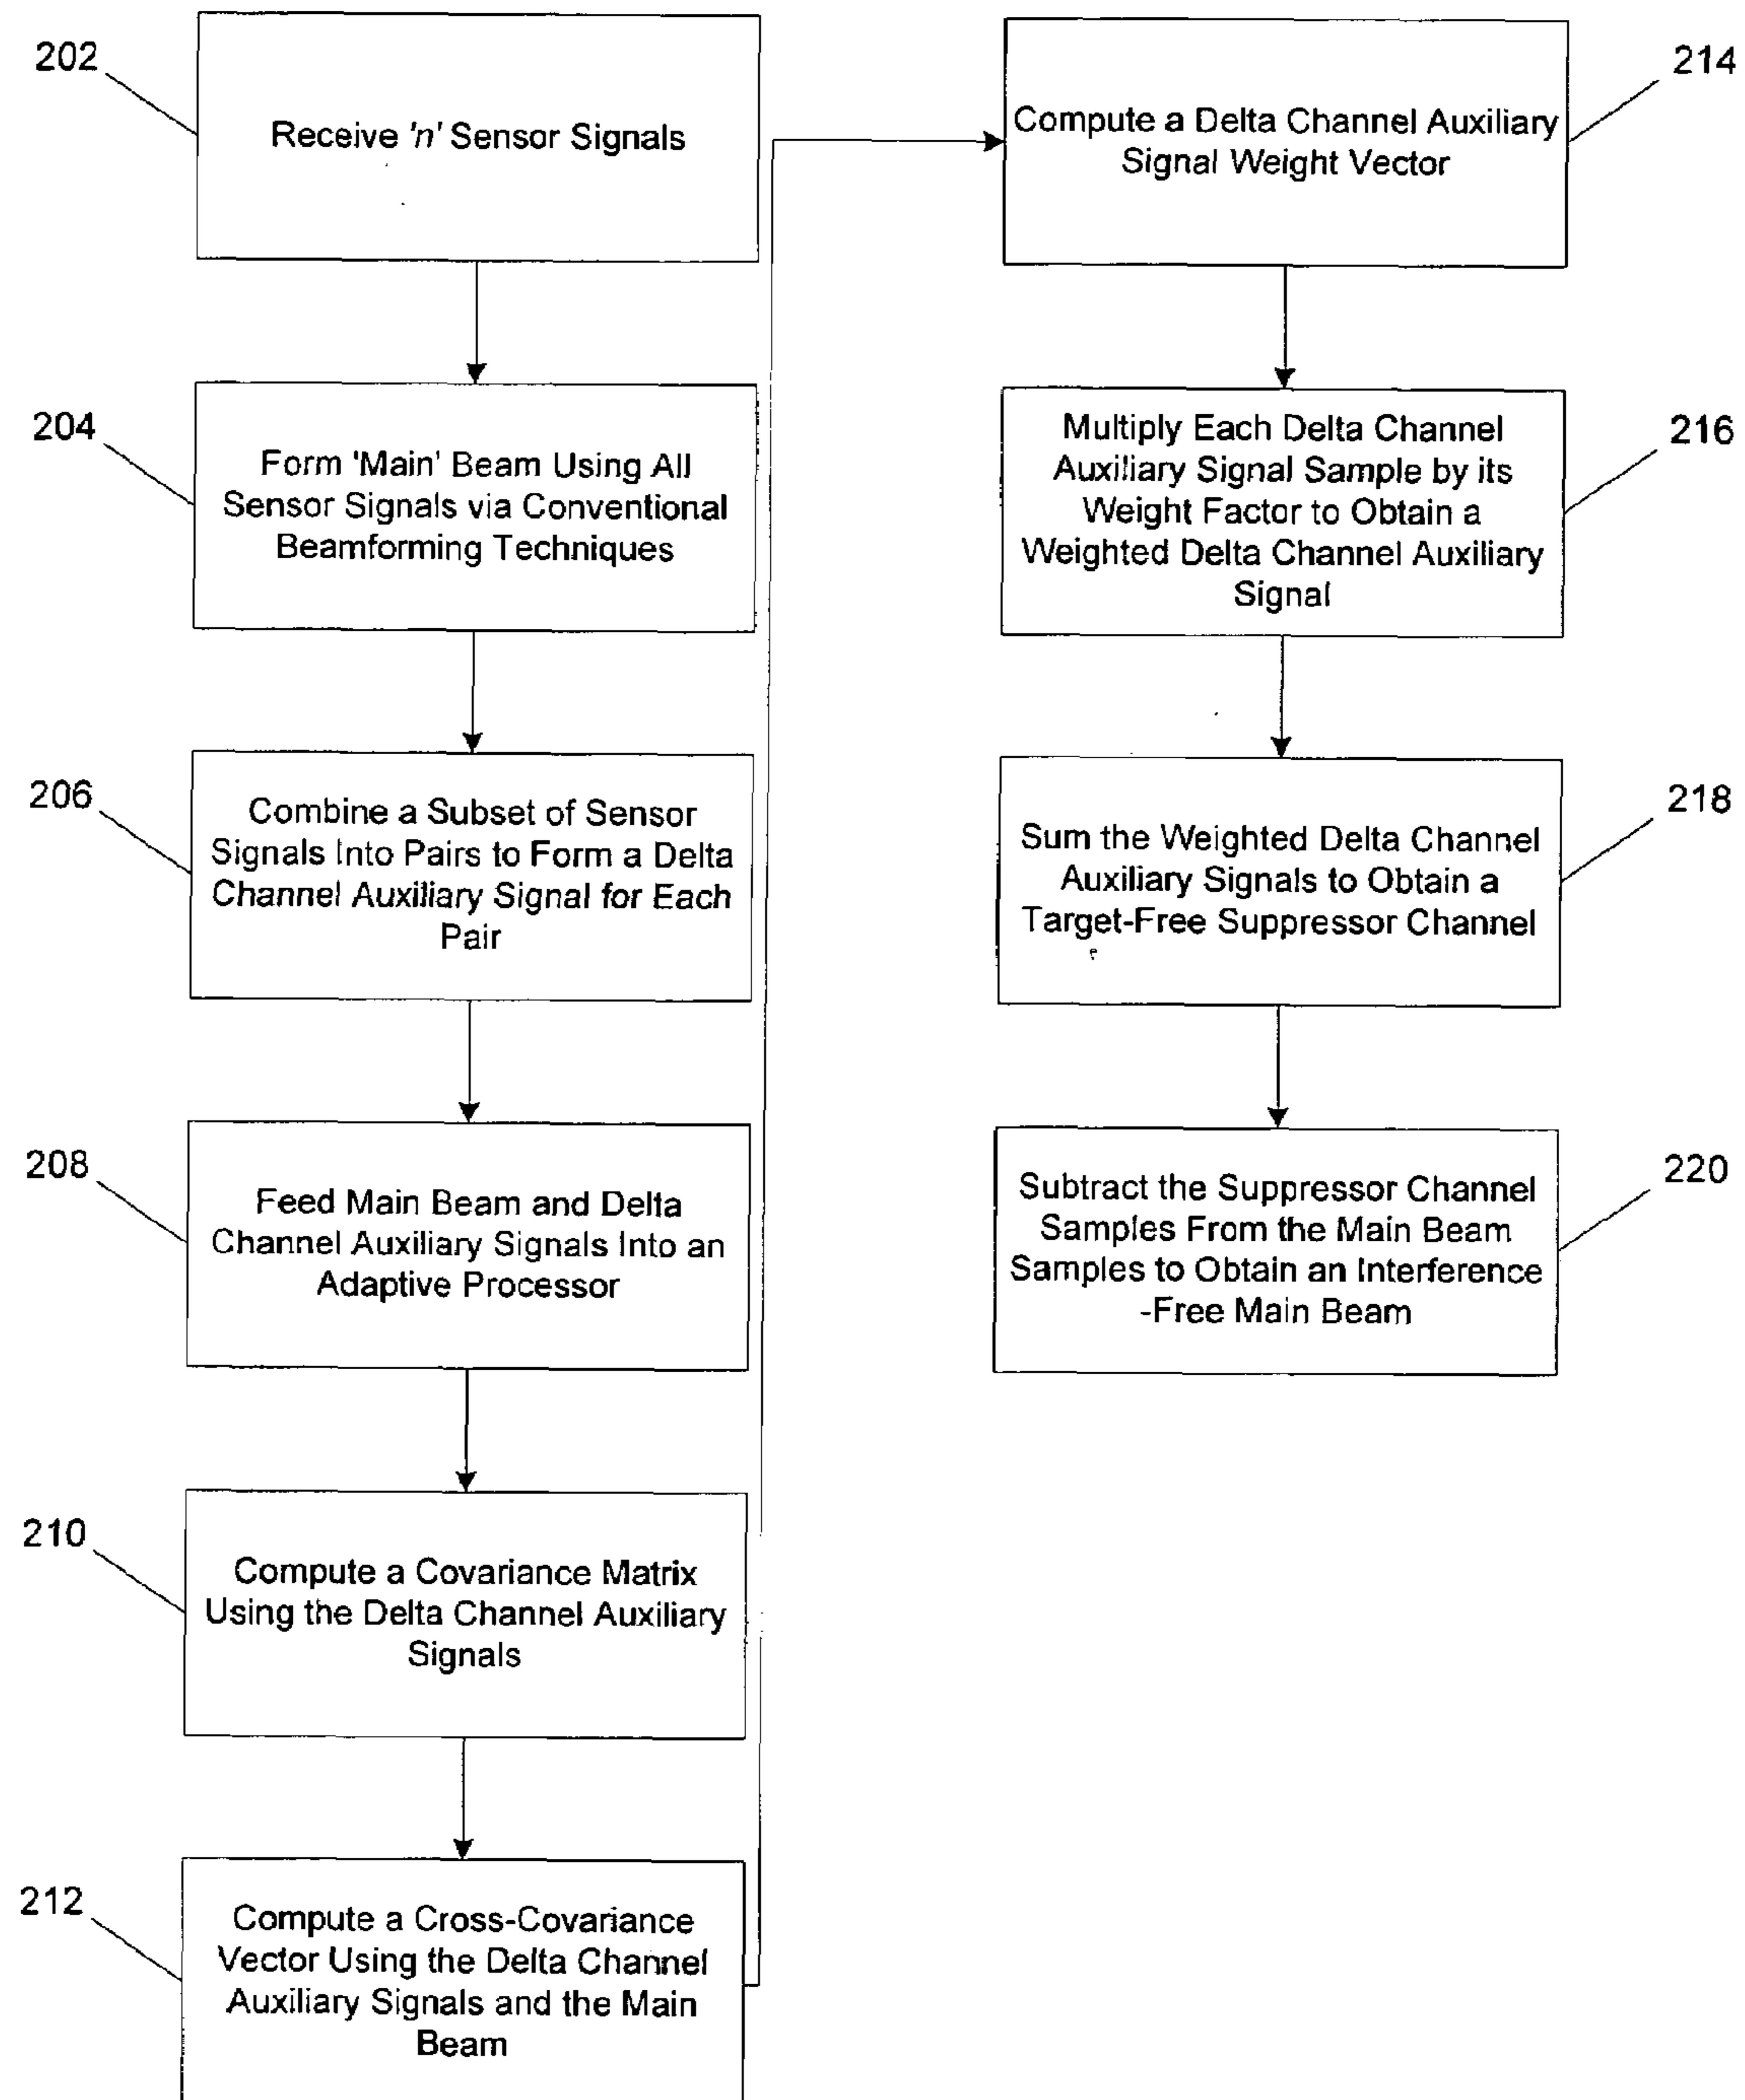 202
Receive 'n' Sensor Signals
204
Form 'Main' Beam Using All
Sensor Signals via Conventional
Beamforming Techniques
206
Combine a Subset of Sensor
Signals Into Pairs to Form a Delta
Channel Auxiliary Signal for Each
Pair
208
Feed Main Beam and Delta
Channel Auxiliary Signals Into an
Adaptive Processor
210
Compute a Covariance Matrix
Using the Delta Channel Auxiliary
Signals
212
Compute a Cross-Covariance
Vector Using the Delta Channel
Auxiliary Signals and the Main
Beam
214
Compute a Delta Channel Auxiliary
Signal Weight Vector
216
Multiply Each Delta Channel
Auxiliary Signal Sample by its
Weight Factor to Obtain a
Weighted Delta Channel Auxiliary
Signal
218
Sum the Weighted Delta Channel
Auxiliary Signals to Obtain a
Target-Free Suppressor Channel
220
Subtract the Suppressor Channel
Samples From the Main Beam
Samples to Obtain an Interference
-Free Main Beam